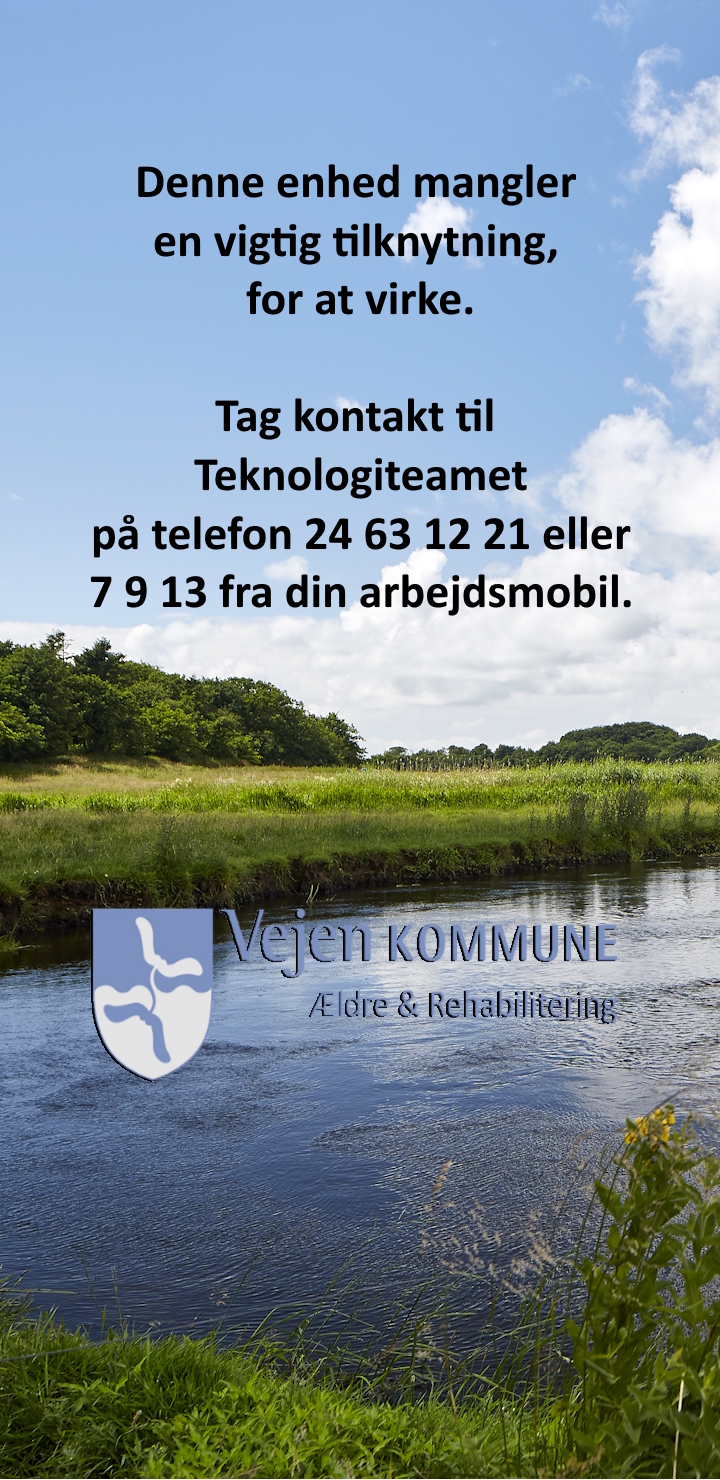 Denne enhed mangler
en vigtig tilknytning,
for at virke.
Tag kontakt til
Teknologiteamet
på telefon 24 63 12 21 eller
7 9 13 fra din arbejdsmobil.
Vejen KOMMUNE
Ældre & Rehabilitering